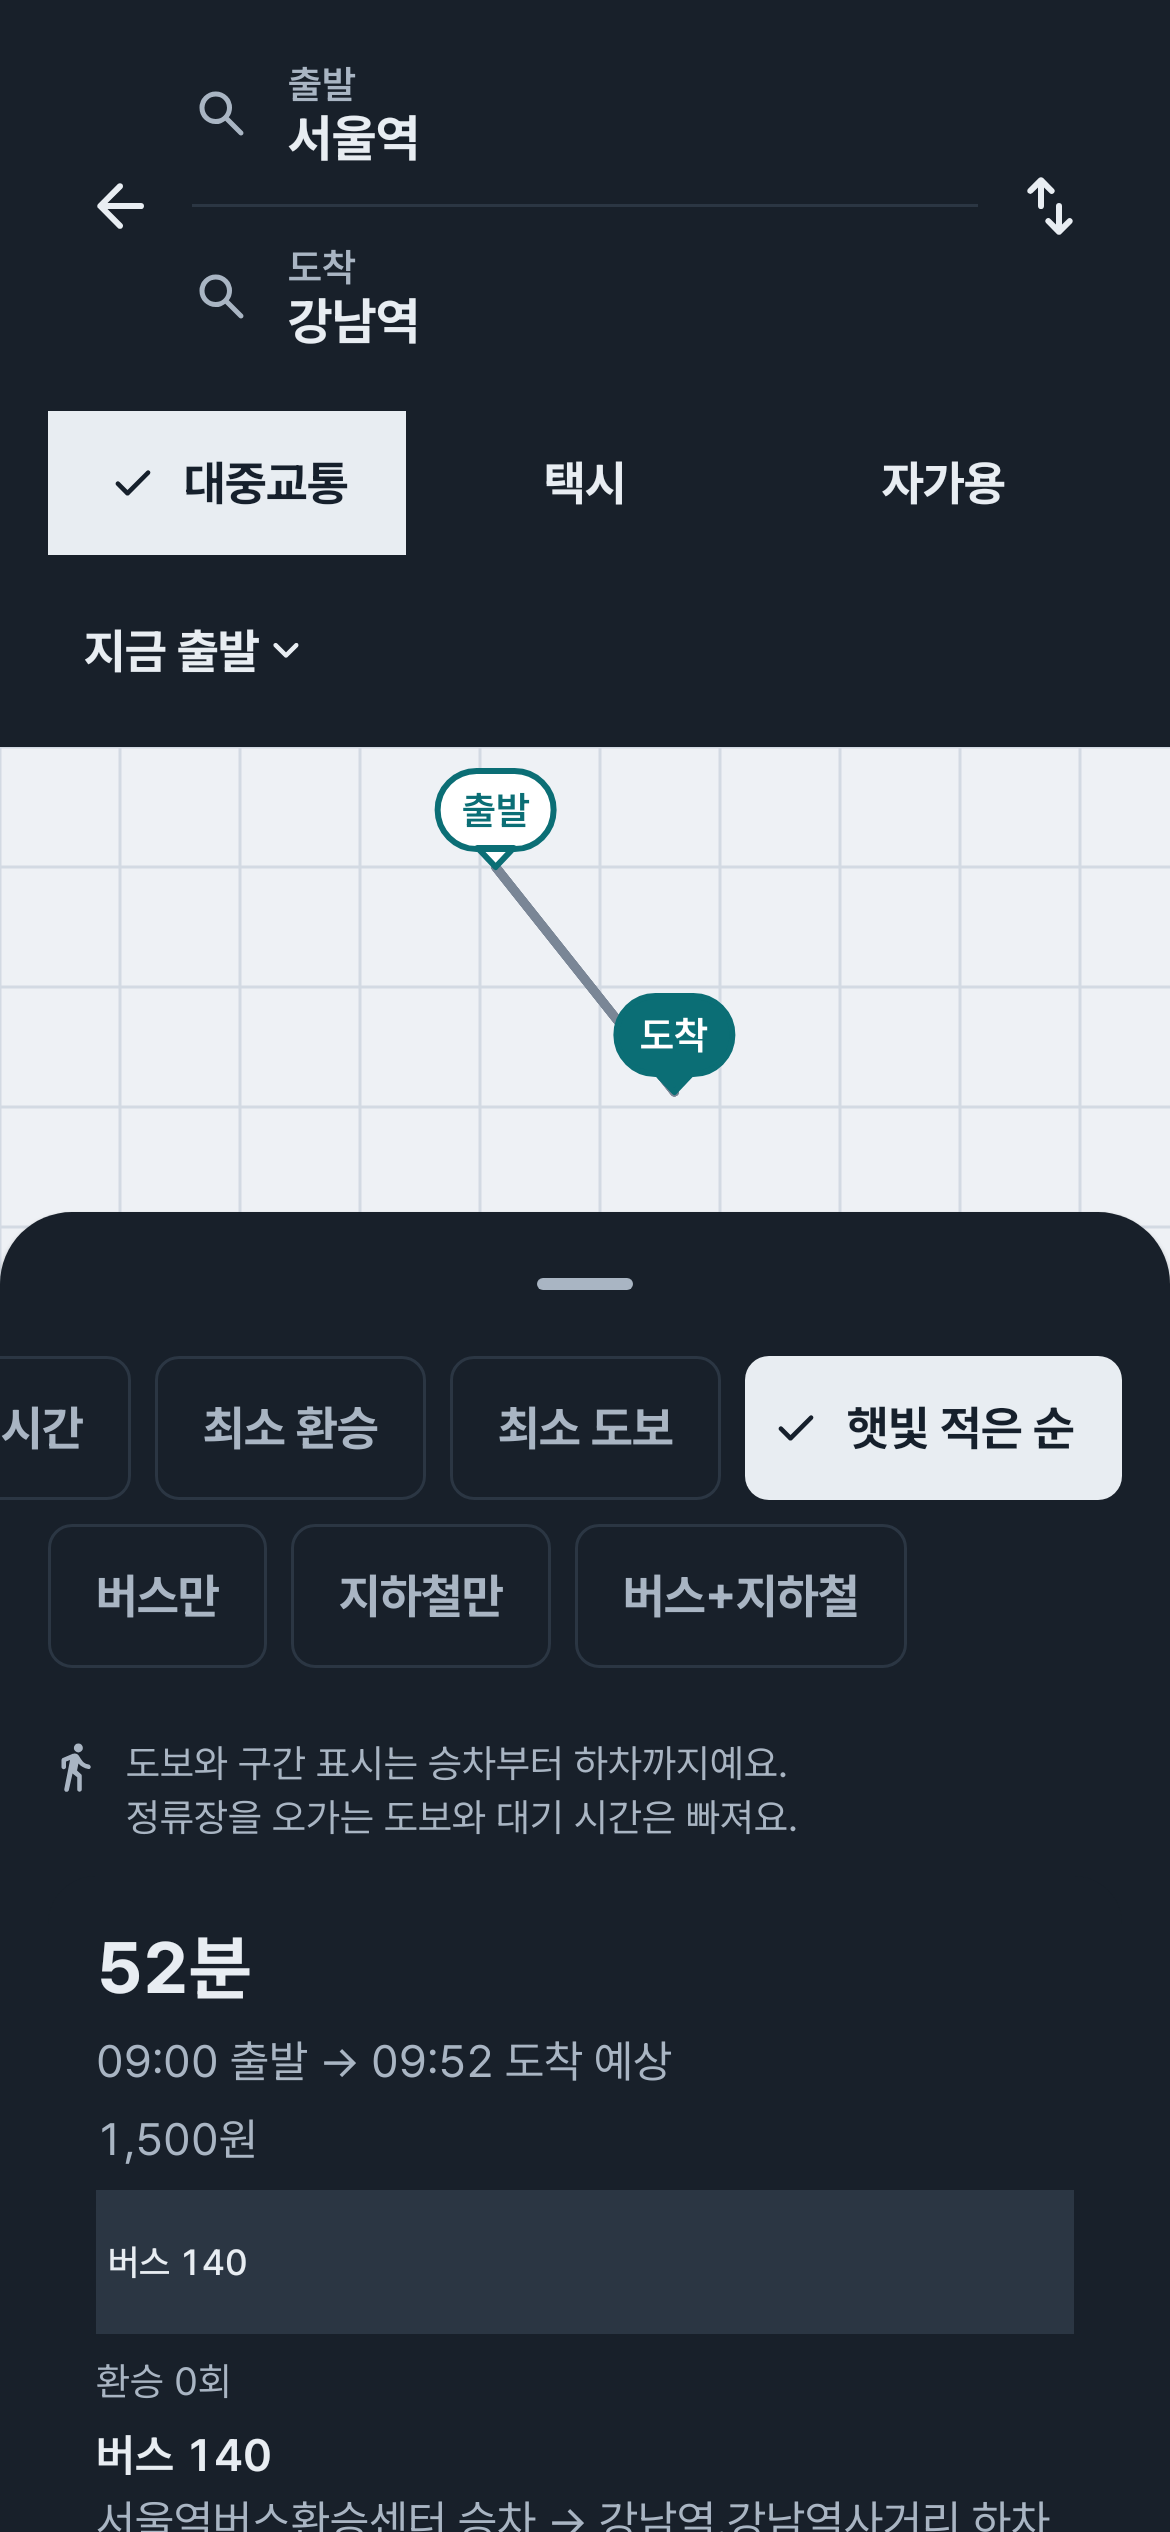 출발
서울역
도착
강남역
대중교통
택시
자가용
지금 출발
출발
도착
시간
최소 환승
최소 도보
햇빛 적은 순
버스만
지하철만
버스+지하철
도보와 구간 표시는 승차부터 하차까지예요.
정류장을 오가는 도보와 대기 시간은 빠져요.
52분
09:00 출발 → 09:52 도착 예상
1,500원
버스 140
환승 0회
버스 140
서울역버스환승센터 승차 → 강남역.강남역사거리 하차